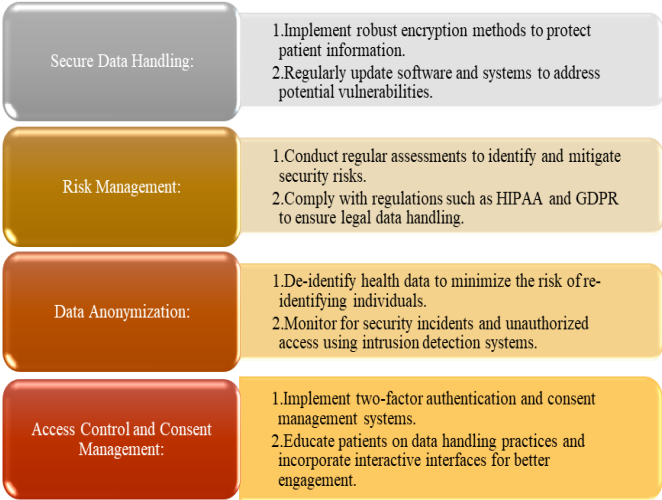 Secure Data Handling:
1.Implement robust encryption methods to protect
patient information.
2.Regularly update software and systems to address
potential vulnerabilities.
Risk Management:
1.Conduct regular assessments to identify and mitigate
security risks.
2.Comply with regulations such as HIPAA and GDPR
to ensure legal data handling.
Data Anonymization:
1.De-identify health data to minimize the risk of re-
identifying individuals.
2.Monitor for security incidents and unauthorized
access using intrusion detection systems.
Access Control and Consent
Management:
1.Implement two-factor authentication and consent
management systems.
2.Educate patients on data handling practices and
incorporate interactive interfaces for better
engagement.